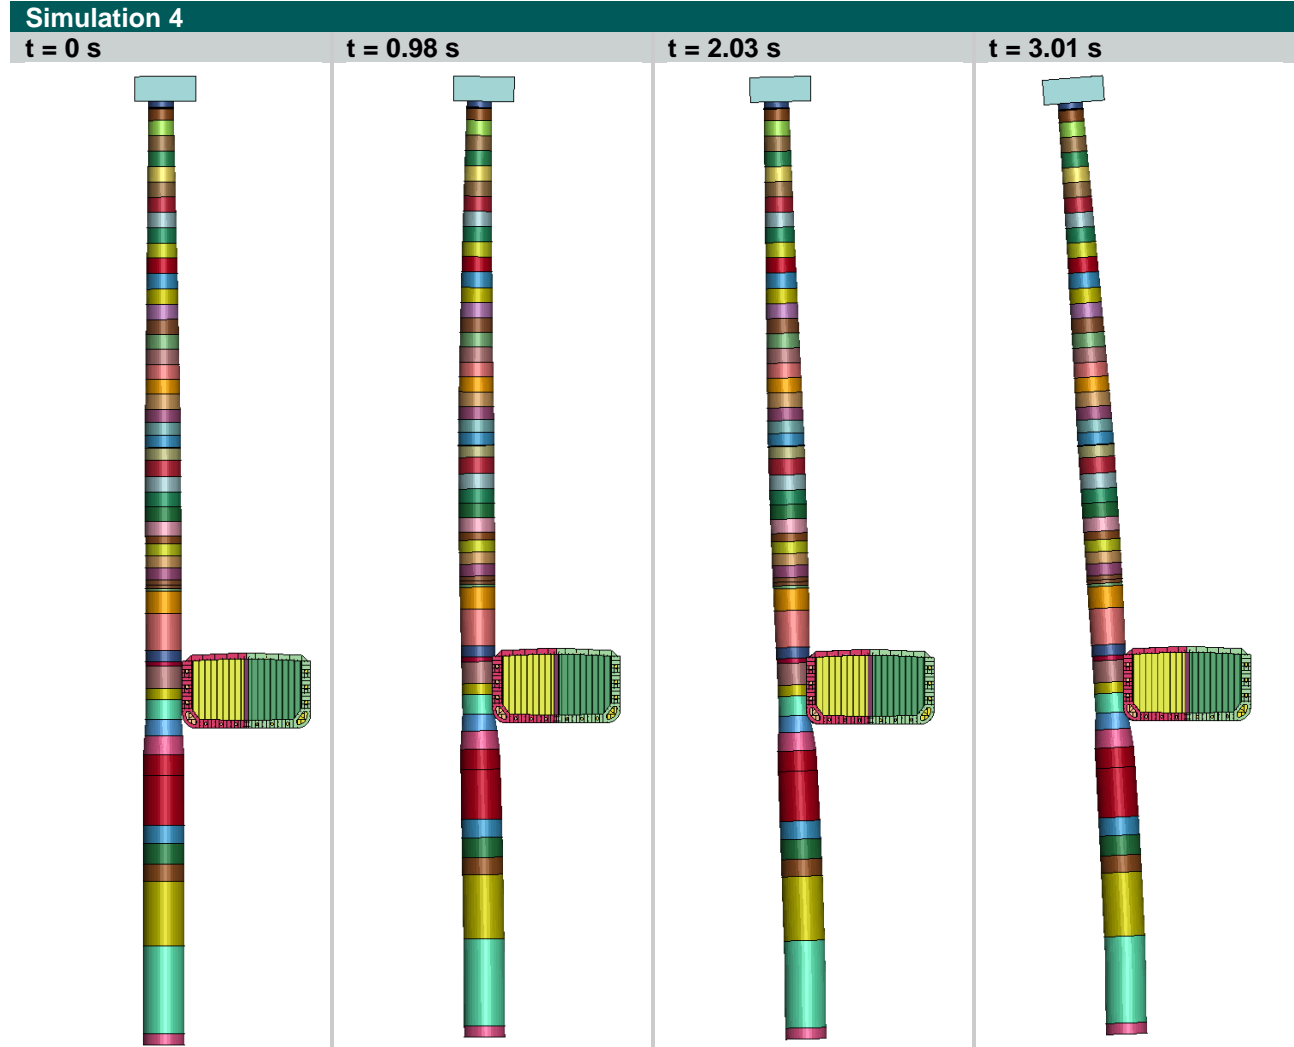 Simulation 4
t = 0 s
t = 0.98 s
t = 2.03 s
t = 3.01 s